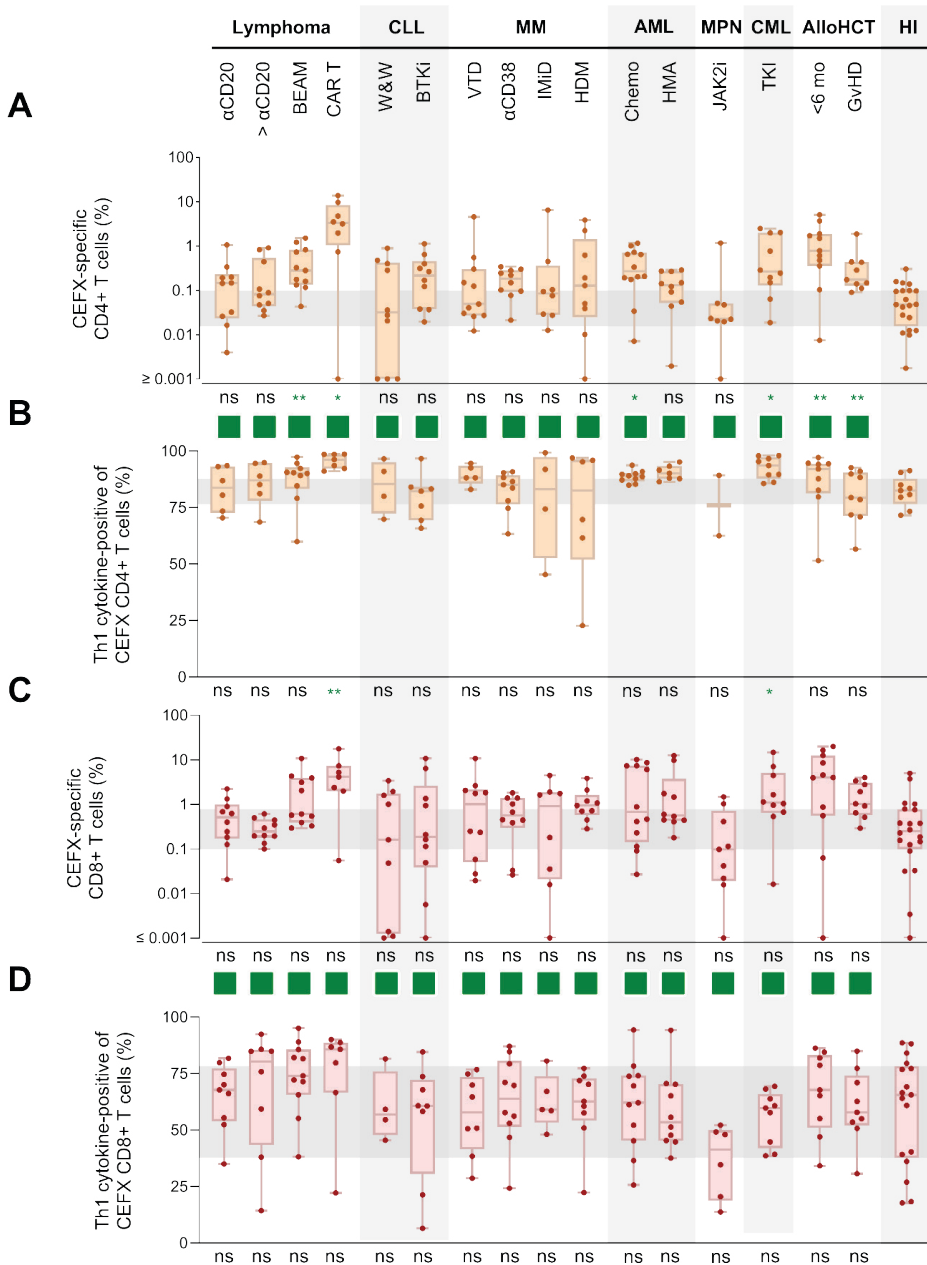 Lymphoma CLL MM AML MPN CML AlloHCT HI
αCD20 > αCD20 BEAM CAR T W&W BTKi VTD αCD38 IMiD HDM Chemo HMA JAK2i TKI <6 mo GvHD
A
CEFX-specific
CD4+ T cells (%)
100
10
1
0.1
0.01
≥ 0.001
ns ns ** * ns ns ns ns ns ns * ns ns * ** **
B
Th1 cytokine-positive of
CEFX CD4+ T cells (%)
100
75
50
25
0
ns ns ns ** ns ns ns ns ns ns ns ns ns * ns ns
C
CEFX-specific
CD8+ T cells (%)
100
10
1
0.1
0.01
≤ 0.001
ns ns ns ns ns ns ns ns ns ns ns ns ns ns ns ns
D
Th1 cytokine-positive of
CEFX CD8+ T cells (%)
100
75
50
25
0
ns ns ns ns ns ns ns ns ns ns ns ns ns ns ns ns